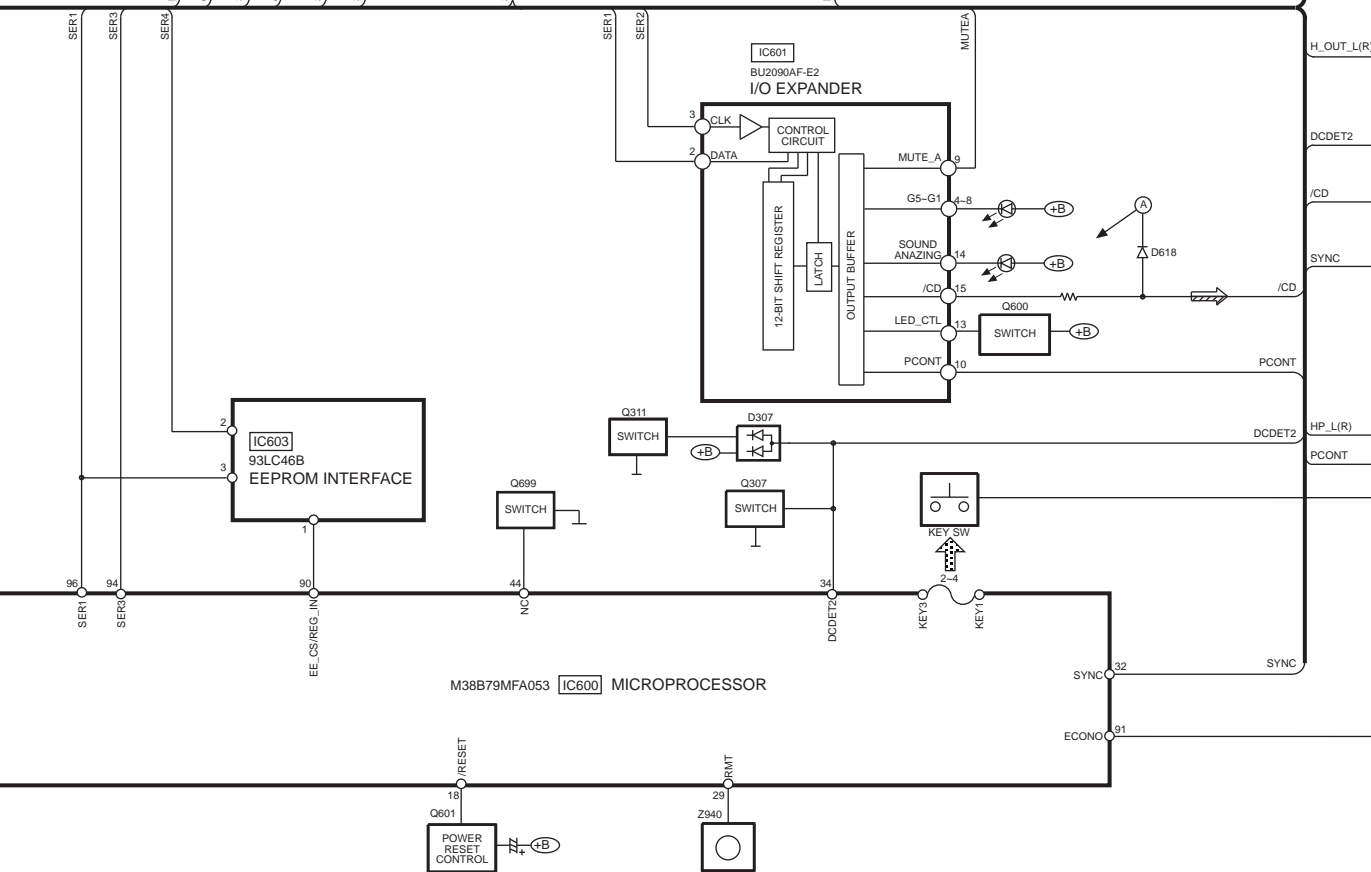 SER1
SER3
SER4
SER1
SER2
MUTEA
IC601
BU2090AF-E2
I/O EXPANDER
3
CLK
2
DATA
CONTROL
CIRCUIT
12-BIT SHIFT REGISTER
LATCH
OUTPUT BUFFER
MUTE_A
9
G5~G1
4~8
+B
SOUND
ANAZING
14
+B
/CD
15
LED_CTL
13
Q600
SWITCH
+B
PCONT
10
A
D618
/CD
PCONT
DCDET2
H_OUT_L(R)
DCDET2
/CD
SYNC
HP_L(R)
PCONT
2
IC603
93LC46B
3
EEPROM INTERFACE
1
Q311
SWITCH
D307
+B
Q699
SWITCH
Q307
SWITCH
KEY SW
2~4
96
94
90
44
34
SER1
SER3
EE_CS/REG_IN
NC
DCDET2
KEY3
KEY1
M38B79MFA053 IC600 MICROPROCESSOR
SYNC
32
SYNC
ECONO
91
/RESET
RMT
18
29
Q601
POWER
RESET
CONTROL
+
+B
Z940